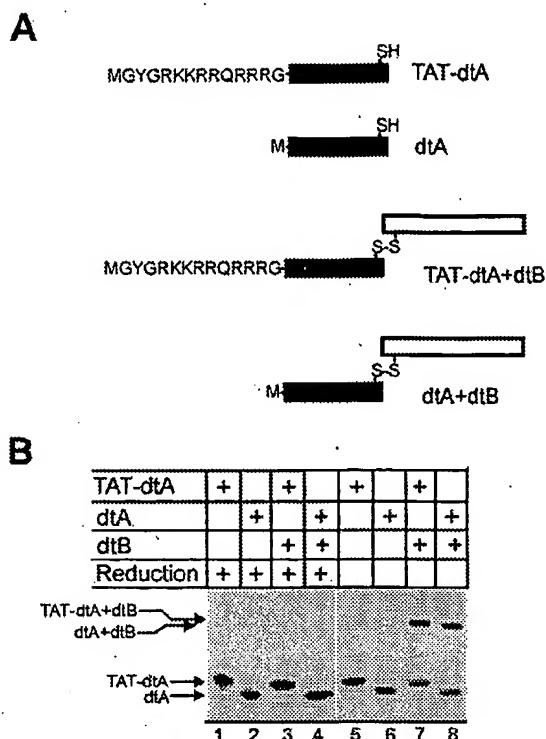 A
SH
MGYGRKKRRQRRRG TAT-dtA
SH
M dtA
S-S
MGYGRKKRRQRRRG TAT-dtA+dtB
S-S
M dtA+dtB
B
TAT-dtA + + + +
dtA + + + +
dtB + + + +
Reduction + + + +
TAT-dtA+dtB
dtA+dtB
TAT-dtA
dtA
1 2 3 4 5 6 7 8